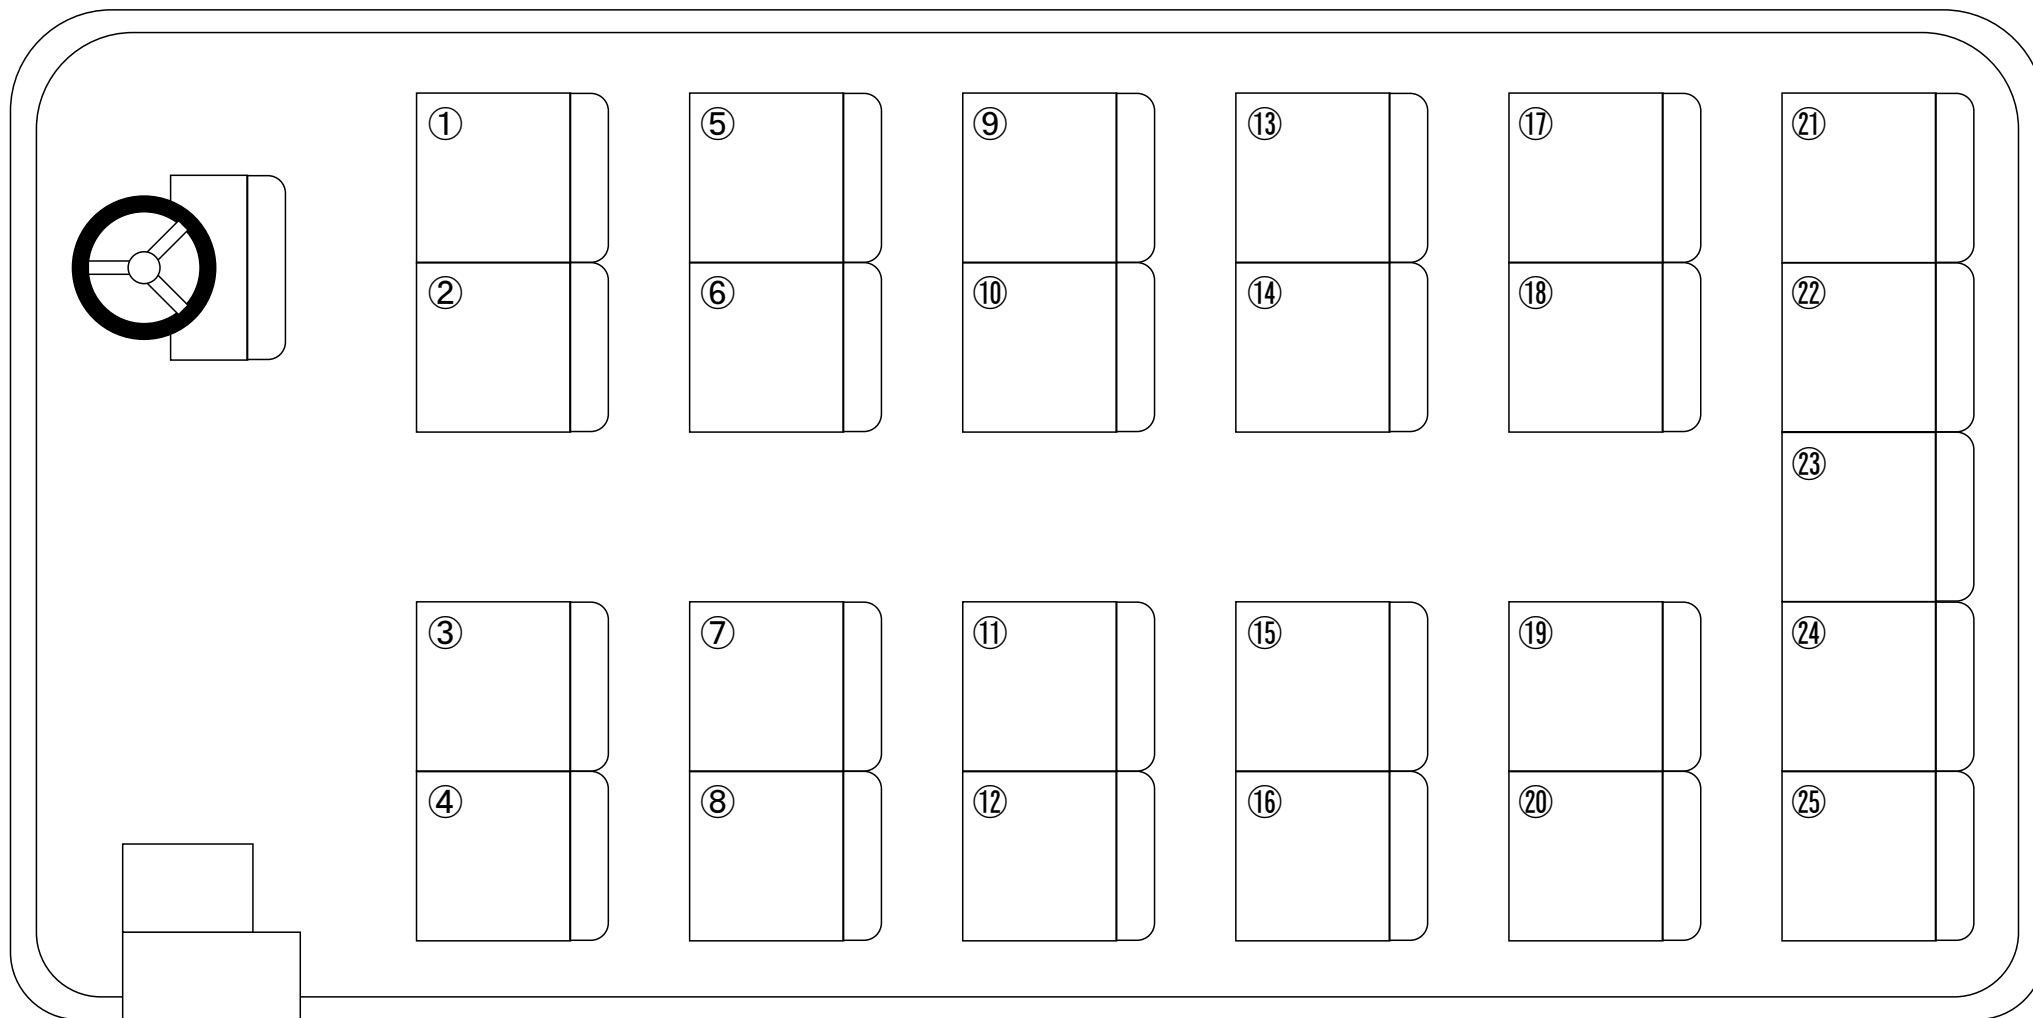 ① ⑤ ⑨ ⑬ ⑰ ㉑
② ⑥ ⑩ ⑭ ⑱ ㉒
㉓
③ ⑦ ⑪ ⑮ ⑲ ㉔
④ ⑧ ⑫ ⑯ ⑳ ㉕